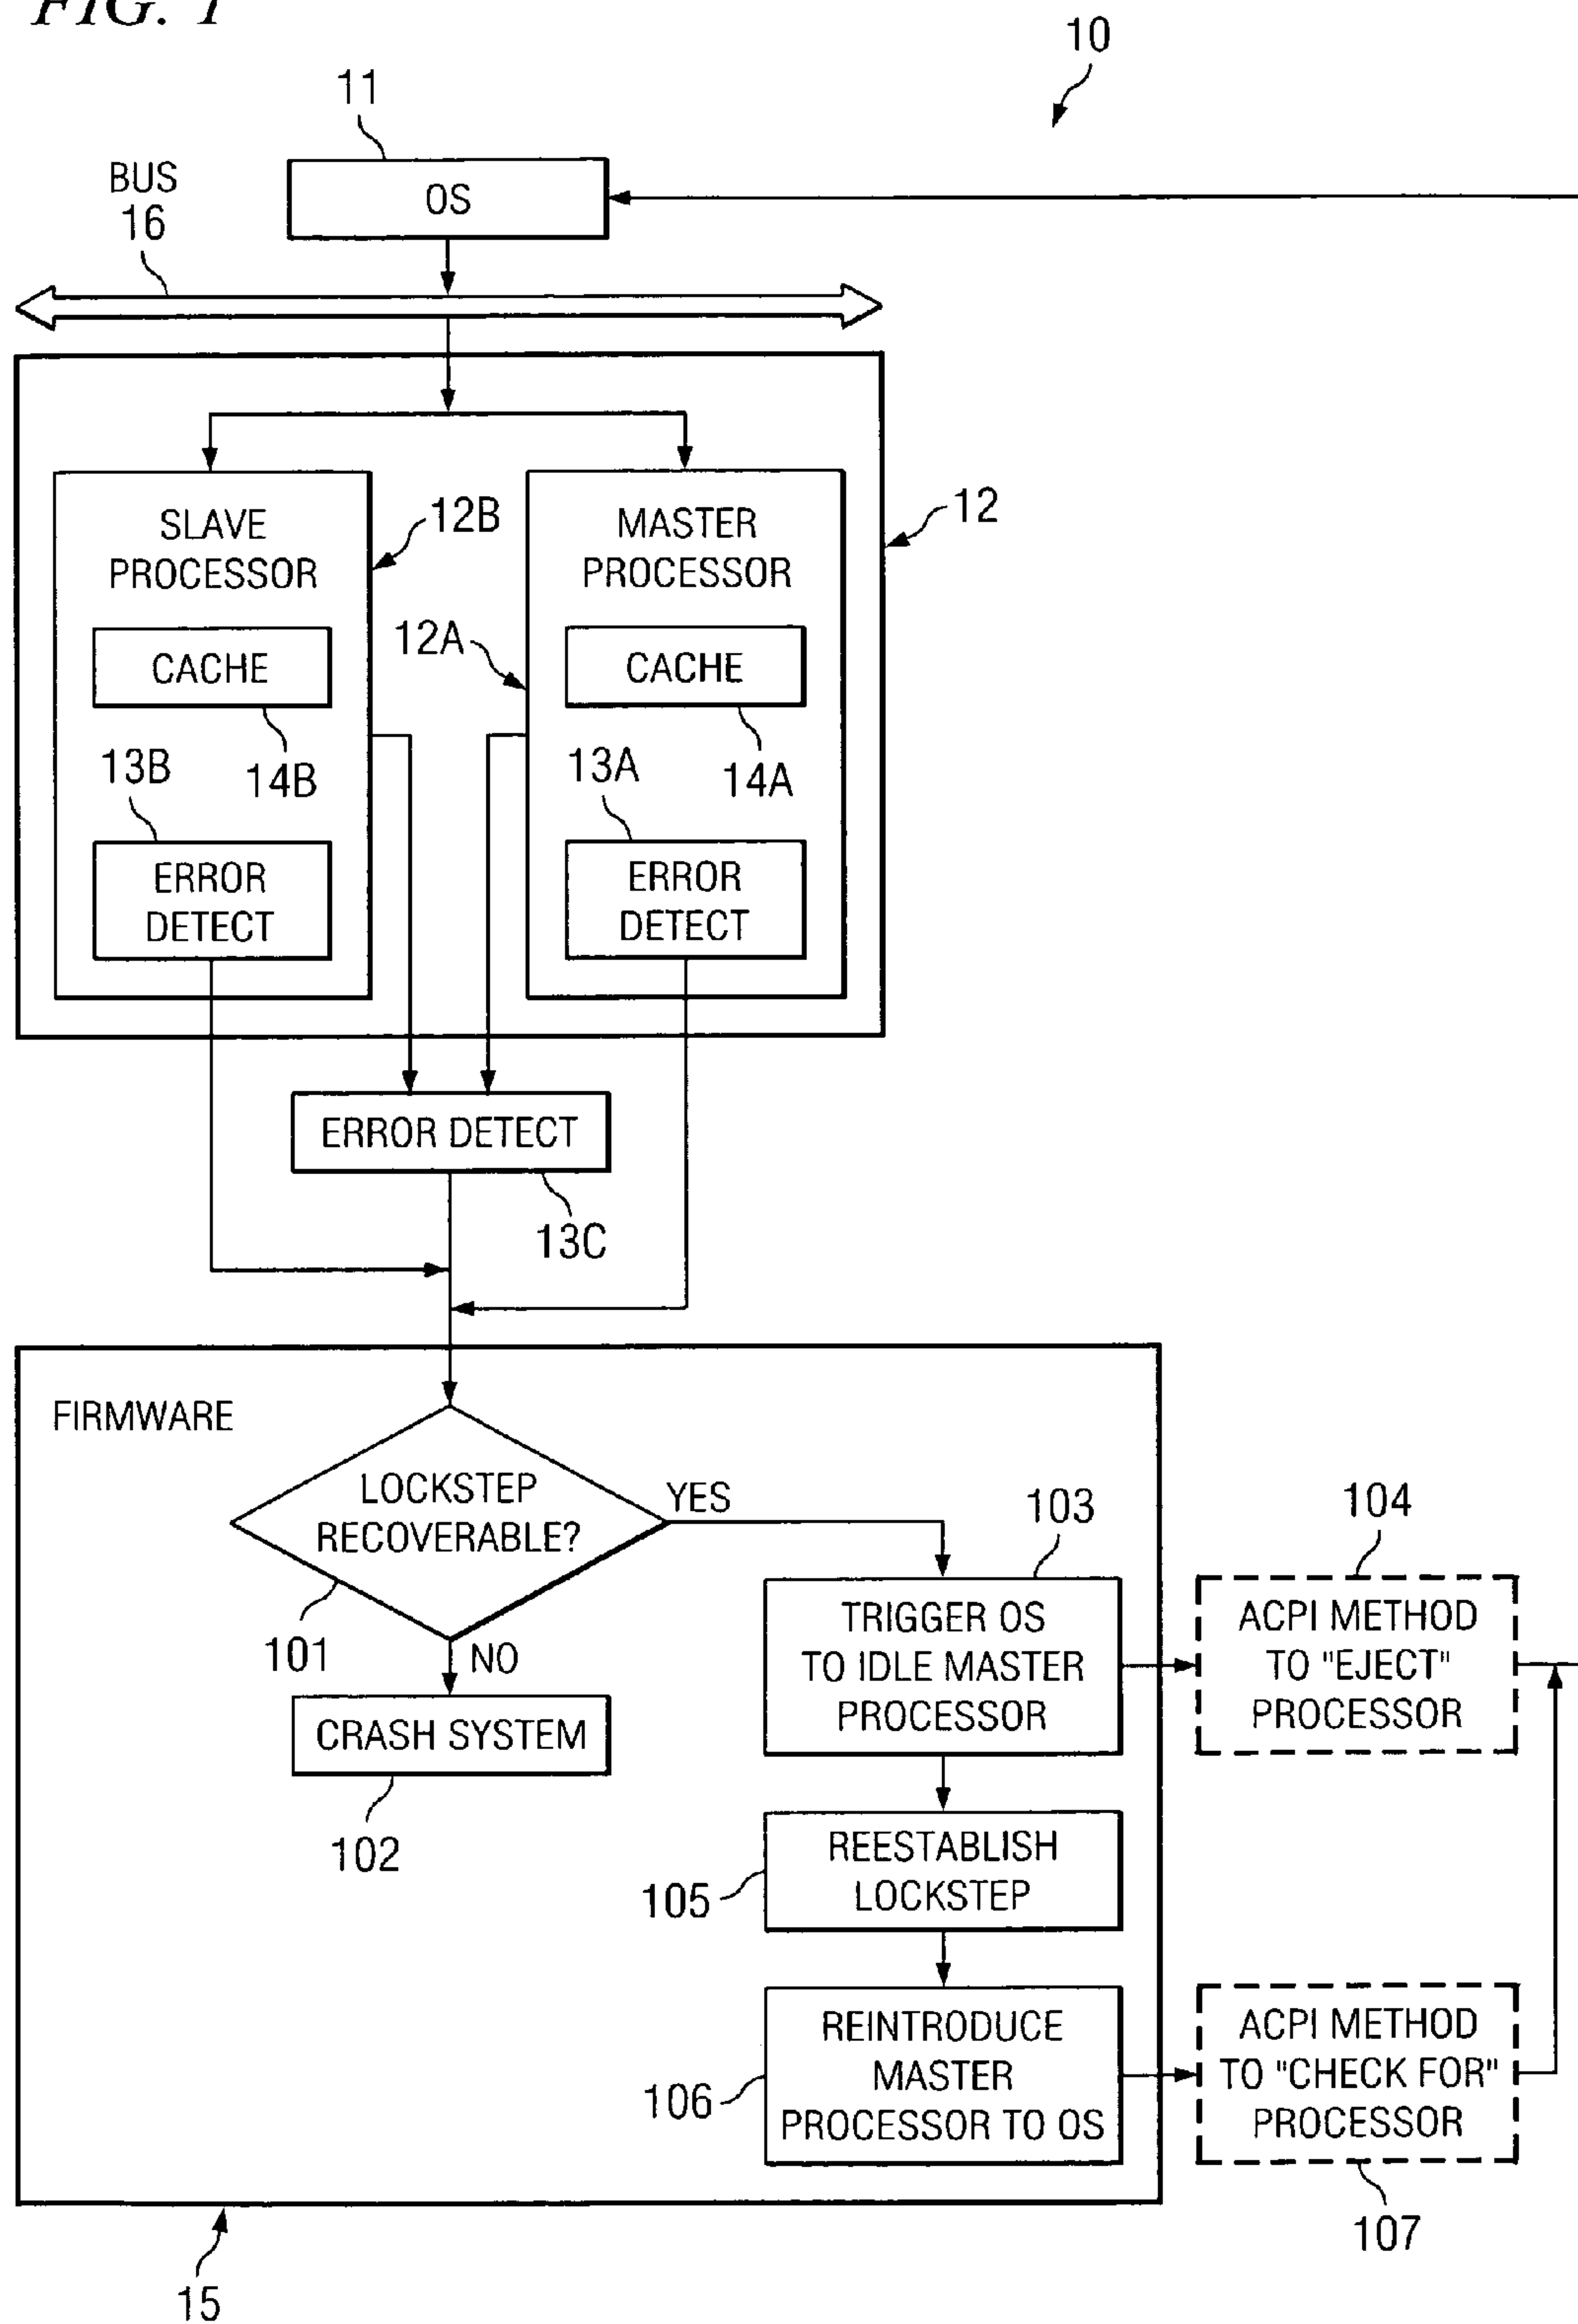 FIG. 1
10
11
BUS
16
OS
SLAVE
PROCESSOR
12B
MASTER
PROCESSOR
12
12A
CACHE
CACHE
13B
14B
13A
14A
ERROR
DETECT
ERROR
DETECT
ERROR DETECT
13C
FIRMWARE
LOCKSTEP
RECOVERABLE?
YES
103
104
101
NO
TRIGGER OS
TO IDLE MASTER
PROCESSOR
ACPI METHOD
TO "EJECT"
PROCESSOR
CRASH SYSTEM
102
REESTABLISH
LOCKSTEP
105
REINTRODUCE
MASTER
PROCESSOR TO OS
106
ACPI METHOD
TO "CHECK FOR"
PROCESSOR
107
15